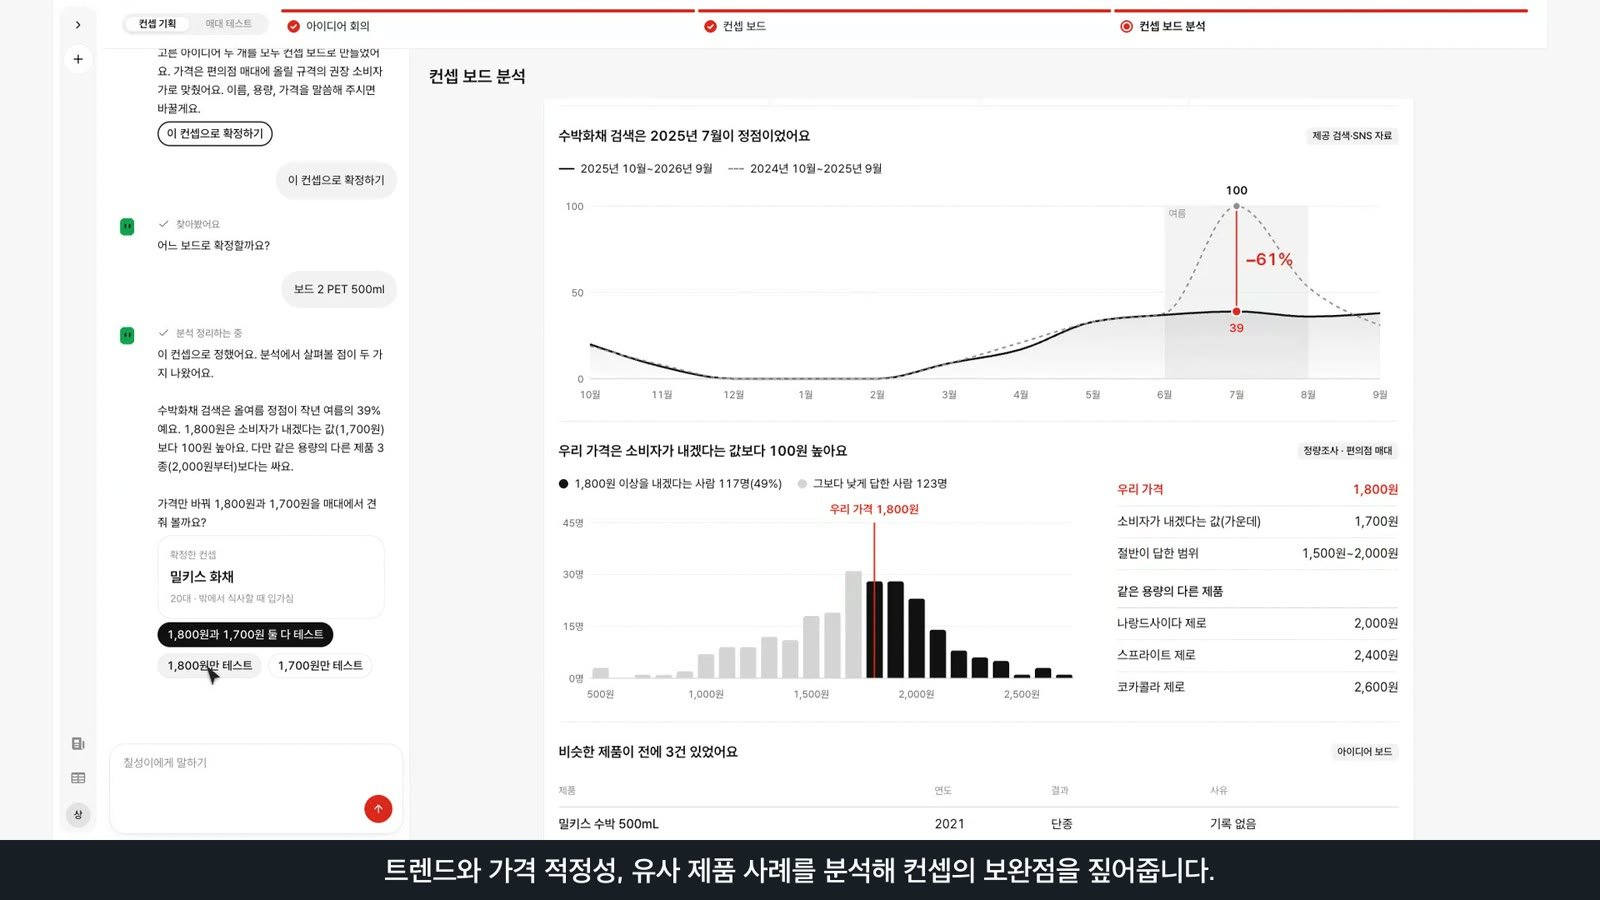 컨셉 기획
매대 테스트
아이디어 회의
컨셉 보드
컨셉 보드 분석
고른 아이디어 두 개를 모두 컨셉 보드로 만들었어
요. 가격은 편의점 매대에 올릴 규격의 권장 소비자
가로 맞췄어요. 이름, 용량, 가격을 말씀해 주시면
바꿀게요.
이 컨셉으로 확정하기
이 컨셉으로 확정하기
찾아봤어요
어느 보드로 확정할까요?
보드 2 PET 500ml
분석 정리하는 중
이 컨셉으로 정했어요. 분석에서 살펴볼 점이 두 가
지 나왔어요.
수박화채 검색은 올여름 정점이 작년 여름의 39%
예요. 1,800원은 소비자가 내겠다는 값(1,700원)
보다 100원 높아요. 다만 같은 용량의 다른 제품 3
종(2,000원부터)보다는 싸요.
가격만 바꿔 1,800원과 1,700원을 매대에서 견
줘 볼까요?
확정한 컨셉
밀키스 화채
20대 · 밖에서 식사할 때 입가심
1,800원과 1,700원 둘 다 테스트
1,800원만 테스트
1,700원만 테스트
칠성이에게 말하기
상
컨셉 보드 분석
수박화채 검색은 2025년 7월이 정점이었어요
제공 검색·SNS 자료
2025년 10월~2026년 9월
2024년 10월~2025년 9월
100
100
여름
50
−61%
39
0
10월 11월 12월 1월 2월 3월 4월 5월 6월 7월 8월 9월
우리 가격은 소비자가 내겠다는 값보다 100원 높아요
정량조사 · 편의점 매대
1,800원 이상을 내겠다는 사람 117명(49%)
그보다 낮게 답한 사람 123명
우리 가격 1,800원
45명
30명
15명
0명
500원 1,000원 1,500원 2,000원 2,500원
우리 가격 1,800원
소비자가 내겠다는 값(가운데) 1,700원
절반이 답한 범위 1,500원~2,000원
같은 용량의 다른 제품
나랑드사이다 제로 2,000원
스프라이트 제로 2,400원
코카콜라 제로 2,600원
비슷한 제품이 전에 3건 있었어요
아이디어 보드
제품 연도 결과 사유
밀키스 수박 500mL 2021 단종 기록 없음
트렌드와 가격 적정성, 유사 제품 사례를 분석해 컨셉의 보완점을 짚어줍니다.